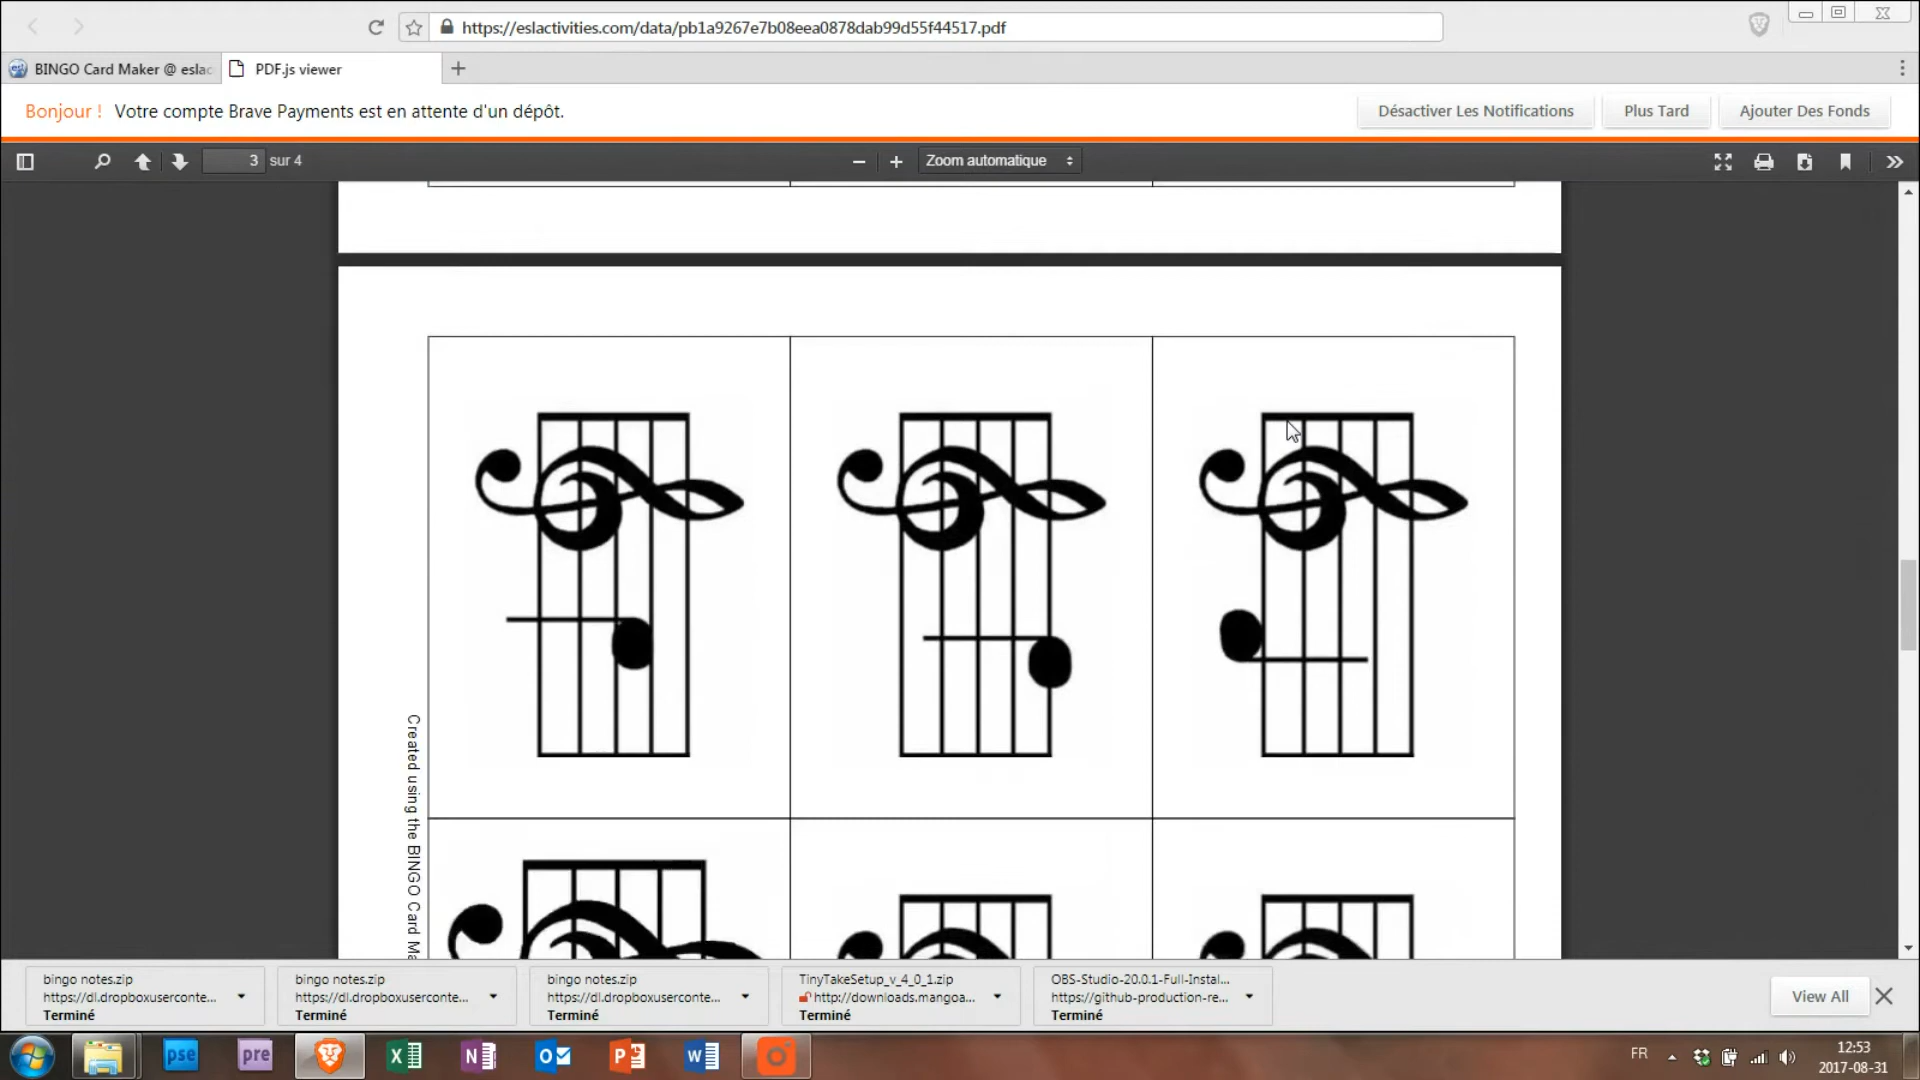 https://eslactivities.com/data/pb1a9267e7b08eea0878dab99d55f44517.pdf
BINGO Card Maker @ eslac
PDF.js viewer
Bonjour ! Votre compte Brave Payments est en attente d'un dépôt.
Désactiver Les Notifications
Plus Tard
Ajouter Des Fonds
3 sur 4
Zoom automatique
Created using the BINGO Card Ma
bingo notes.zip
https://dl.dropboxuserconte...
Terminé
bingo notes.zip
https://dl.dropboxuserconte...
Terminé
bingo notes.zip
https://dl.dropboxuserconte...
Terminé
TinyTakeSetup_v_4_0_1.zip
http://downloads.mangoa...
Terminé
OBS-Studio-20.0.1-Full-Instal...
https://github-production-re...
Terminé
View All
pse
pre
FR
12:53
2017-08-31